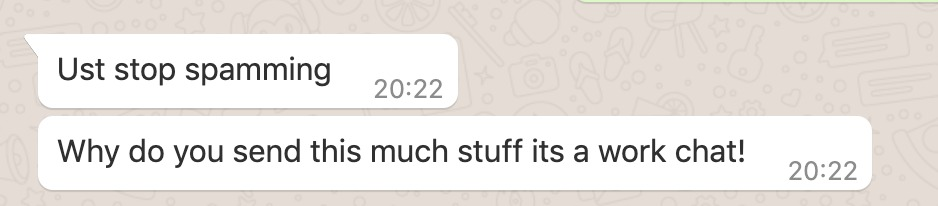 Ust stop spamming
20:22
Why do you send this much stuff its a work chat!
20:22